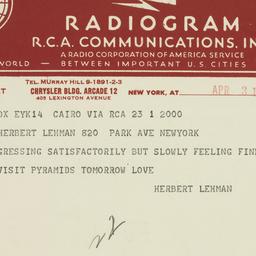 RADIOGRAM
R.C.A. COMMUNICATIONS, IN
A RADIO CORPORATION OF AMERICA SERVICE
WORLD — BETWEEN IMPORTANT U.S. CITIES
TEL. MURRAY HILL 9-1891-2-3
CHRYSLER BLDG. ARCADE 12
405 LEXINGTON AVENUE
NEW YORK, AT APR 3 1
OX EYK14 CAIRO VIA RCA 23 1 2000
HERBERT LEHMAN 820 PARK AVE NEWYORK
GRESSING SATISFACTORILY BUT SLOWLY FEELING FINE
VISIT PYRAMIDS TOMORROW LOVE
HERBERT LEHMAN